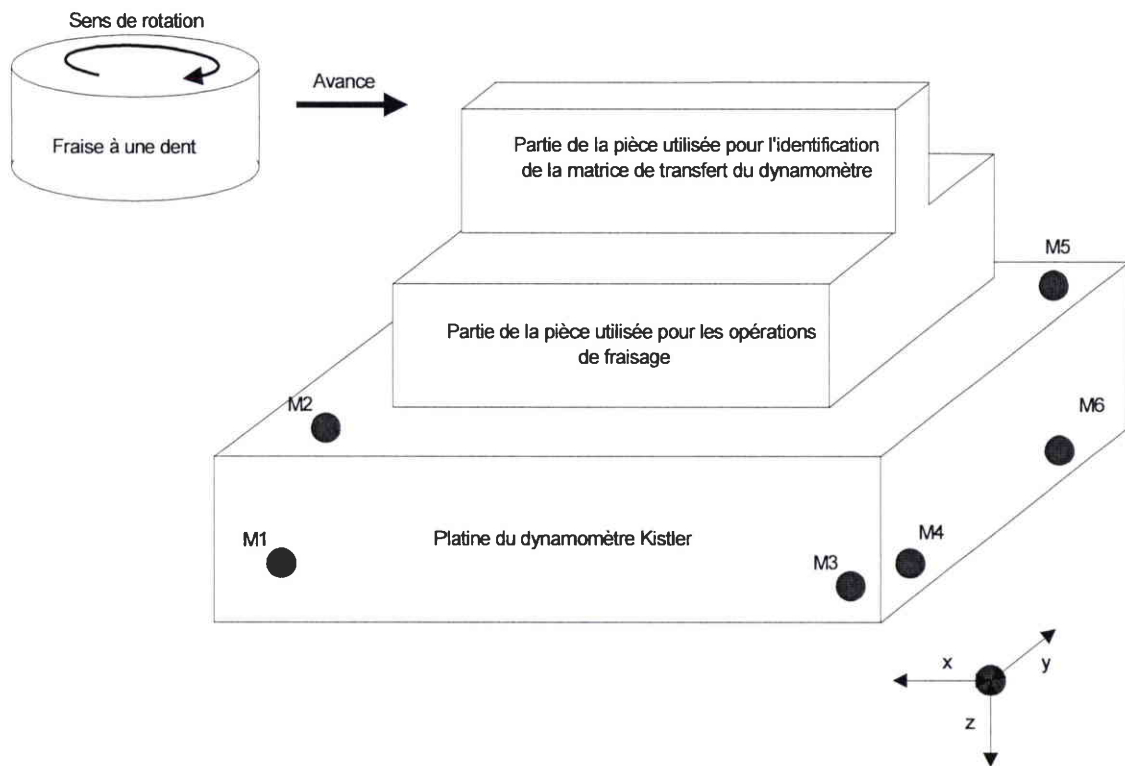 Sens de rotation
Avance
Fraise à une dent
Partie de la pièce utilisée pour l'identification
de la matrice de transfert du dynamomètre
M5
Partie de la pièce utilisée pour les opérations
de fraisage
M2
M6
M1
Platine du dynamomètre Kistler
M3
M4
x
y
z